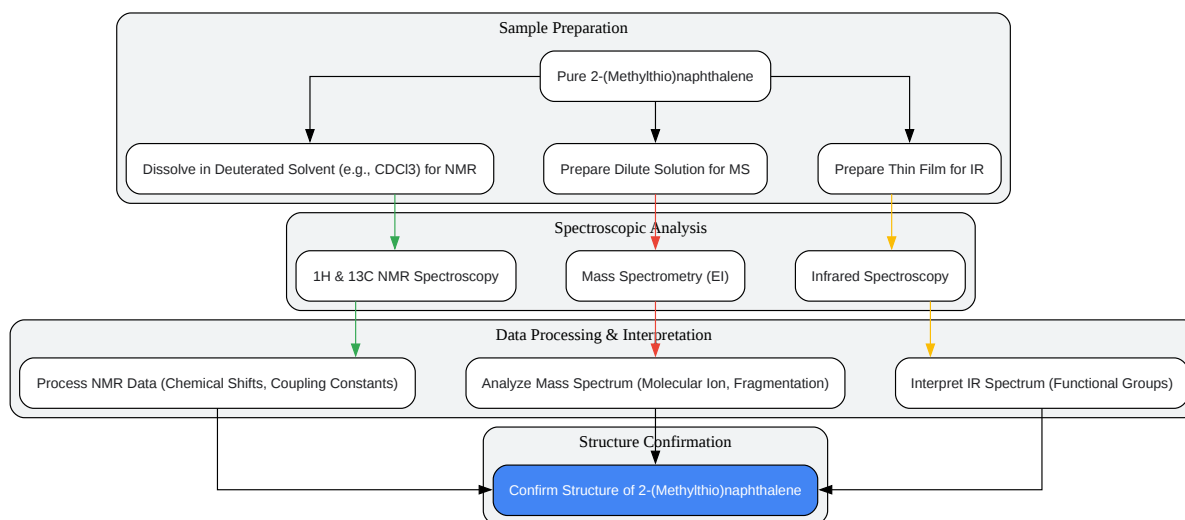 Sample Preparation
Pure 2-(Methylthio)naphthalene
Dissolve in Deuterated Solvent (e.g., CDCl3) for NMR
Prepare Dilute Solution for MS
Prepare Thin Film for IR
Spectroscopic Analysis
1H & 13C NMR Spectroscopy
Mass Spectrometry (EI)
Infrared Spectroscopy
Data Processing & Interpretation
Process NMR Data (Chemical Shifts, Coupling Constants)
Analyze Mass Spectrum (Molecular Ion, Fragmentation)
Interpret IR Spectrum (Functional Groups)
Structure Confirmation
Confirm Structure of 2-(Methylthio)naphthalene